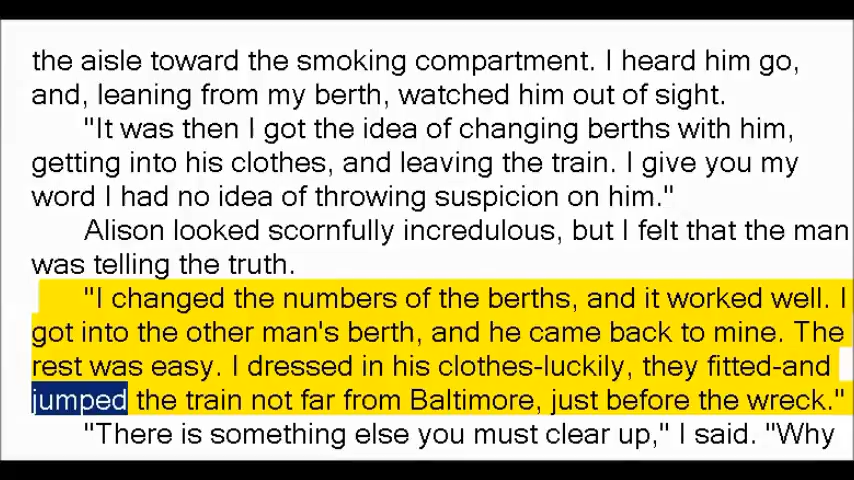 the aisle toward the smoking compartment. I heard him go,
and, leaning from my berth, watched him out of sight.
"It was then I got the idea of changing berths with him,
getting into his clothes, and leaving the train. I give you my
word I had no idea of throwing suspicion on him."
Alison looked scornfully incredulous, but I felt that the man
was telling the truth.
"I changed the numbers of the berths, and it worked well. I
got into the other man's berth, and he came back to mine. The
rest was easy. I dressed in his clothes-luckily, they fitted-and
jumped the train not far from Baltimore, just before the wreck."
"There is something else you must clear up," I said. "Why